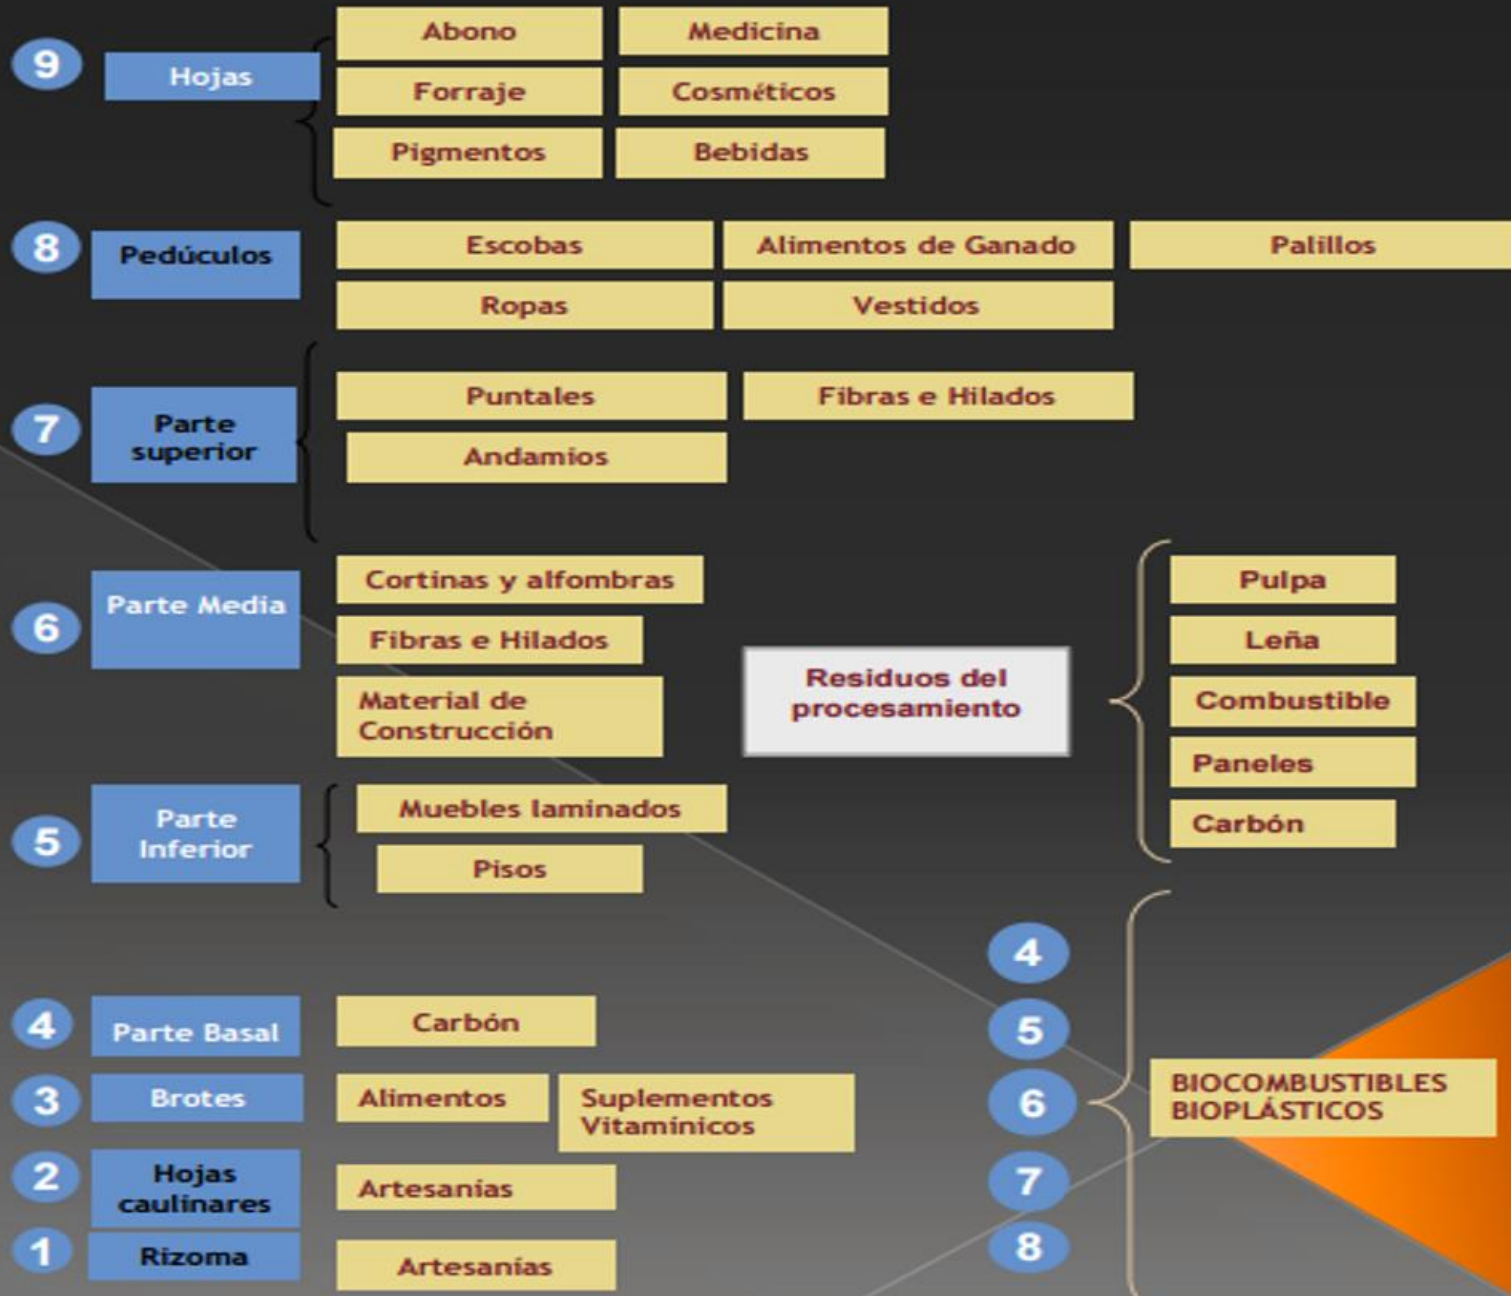 9
Hojas
Abono
Medicina
Forraje
Cosméticos
Pigmentos
Bebidas
8
Pedúculos
Escobas
Alimentos de Ganado
Palillos
Ropas
Vestidos
7
Parte
superior
Puntales
Fibras e Hilados
Andamios
6
Parte Media
Cortinas y alfombras
Fibras e Hilados
Material de
Construcción
Residuos del
procesamiento
Pulpa
Leña
Combustible
Paneles
Carbón
5
Parte
Inferior
Muebles laminados
Pisos
4
Parte Basal
Carbón
3
Brotes
Alimentos
Suplementos
Vitamínicos
2
Hojas
caulinares
Artesanías
1
Rizoma
Artesanías
4
5
6
7
8
BIOCOMBUSTIBLES
BIOPLÁSTICOS